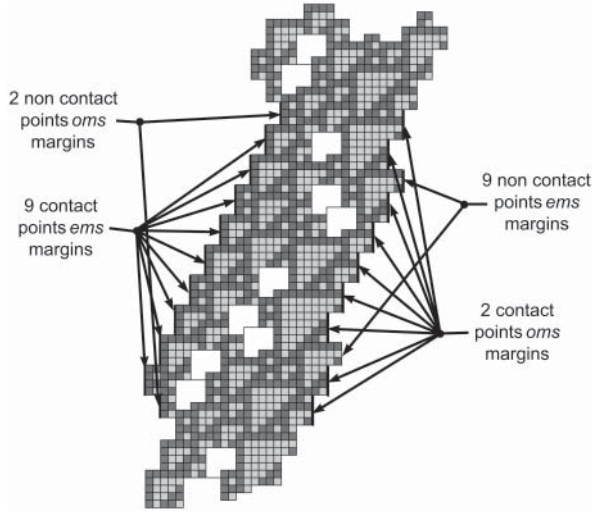 2 non contact
points oms
margins
9 contact
points ems
margins
9 non contact
points ems
margins
2 contact
points oms
margins